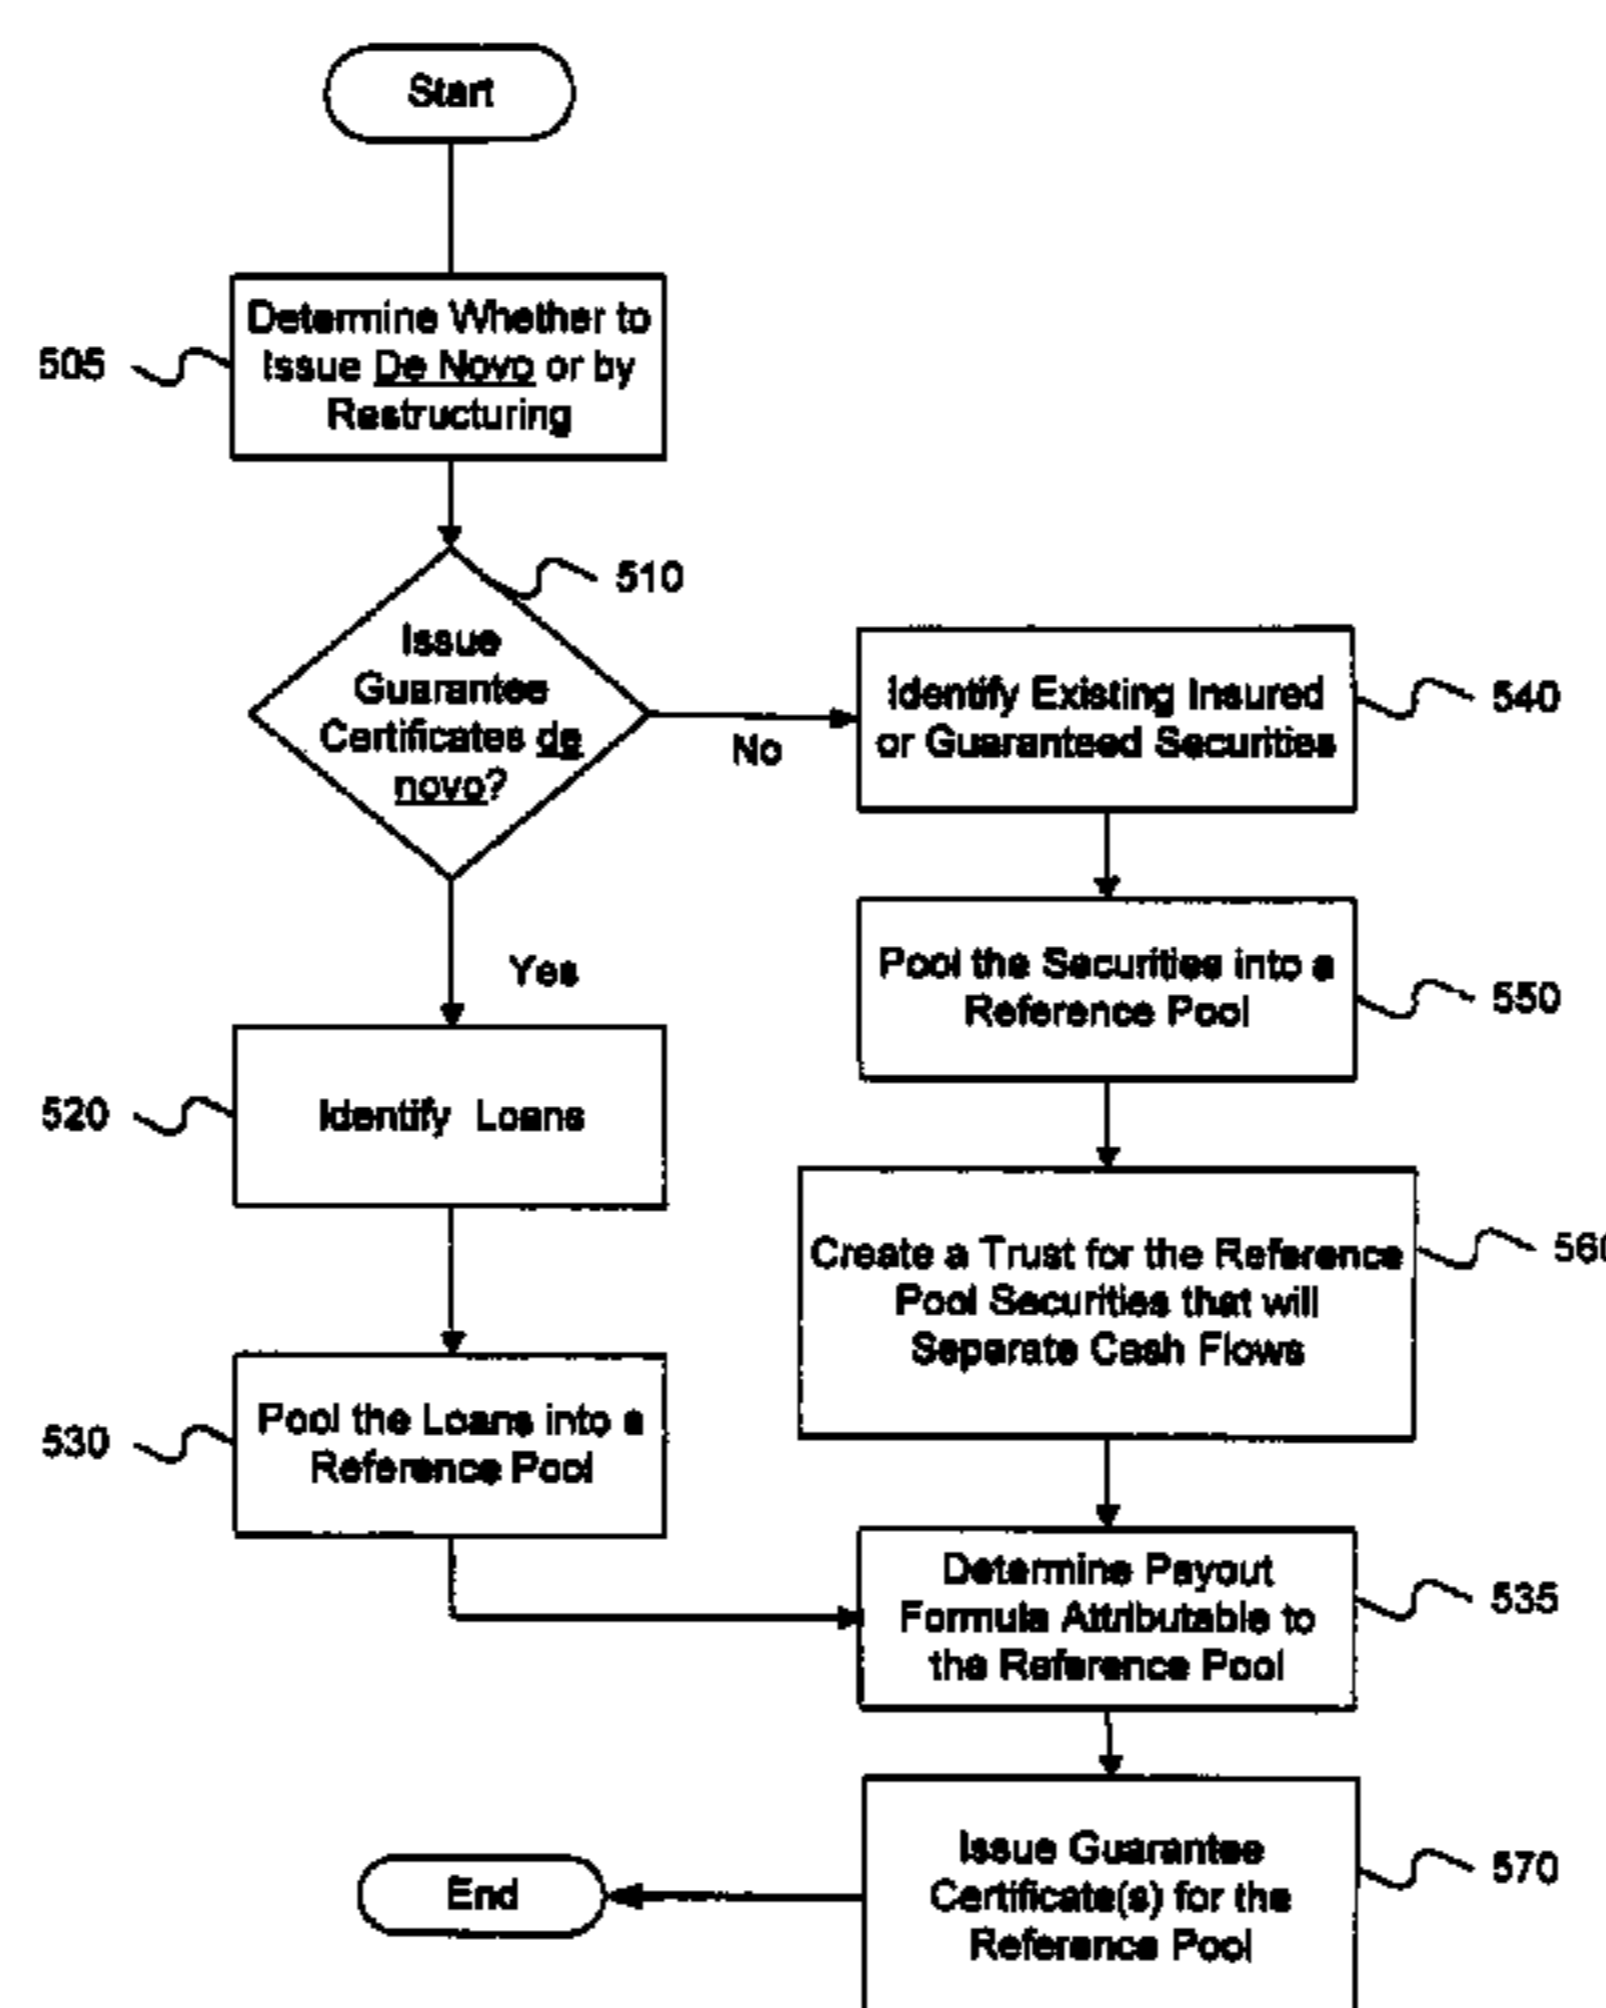 Start
505
Determine Whether to
Issue De Novo or by
Restructuring
510
Issue
Guarantee
Certificates de
novo?
No
Yes
Identify Existing Insured
or Guaranteed Securities
540
Pool the Securities into a
Reference Pool
550
520
Identify Loans
Create a Trust for the Reference
Pool Securities that will
Separate Cash Flows
560
530
Pool the Loans into a
Reference Pool
Determine Payout
Formula Attributable to
the Reference Pool
535
Issue Guarantee
Certificate(s) for the
Reference Pool
570
End